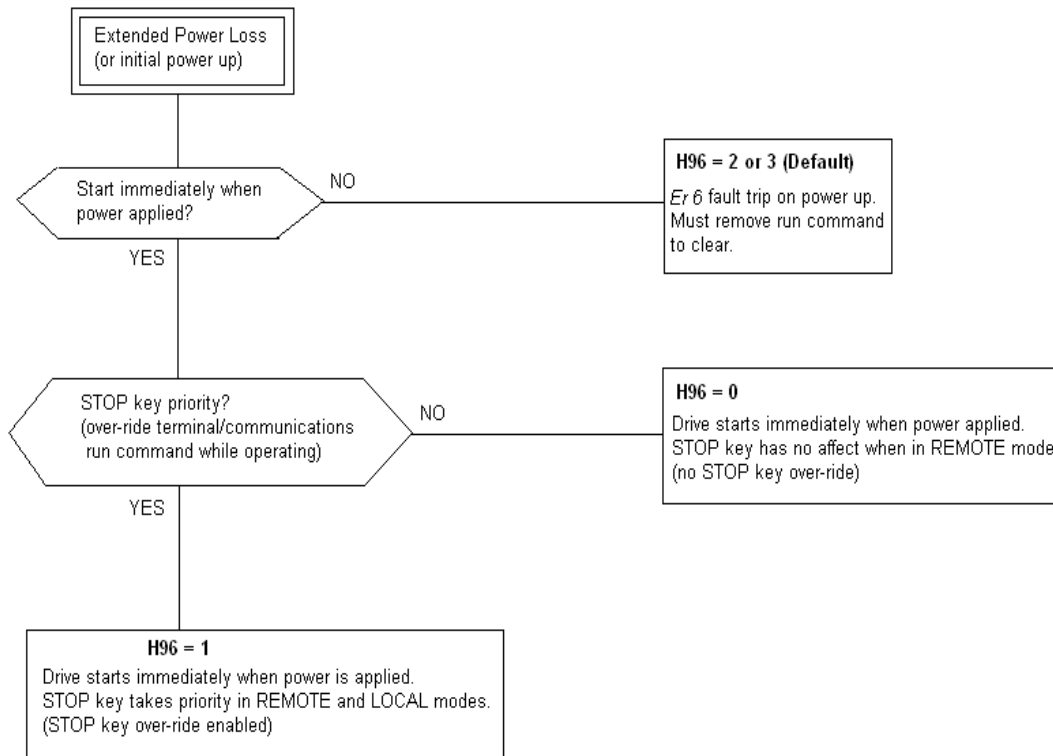 Extended Power Loss
(or initial power up)
Start immediately when
power applied?
NO
H96 = 2 or 3 (Default)
Er 6 fault trip on power up.
Must remove run command
to clear.
YES
STOP key priority?
(over-ride terminal/communications
run command while operating)
NO
H96 = 0
Drive starts immediately when power applied.
STOP key has no affect when in REMOTE mode
(no STOP key over-ride)
YES
H96 = 1
Drive starts immediately when power is applied.
STOP key takes priority in REMOTE and LOCAL modes.
(STOP key over-ride enabled)